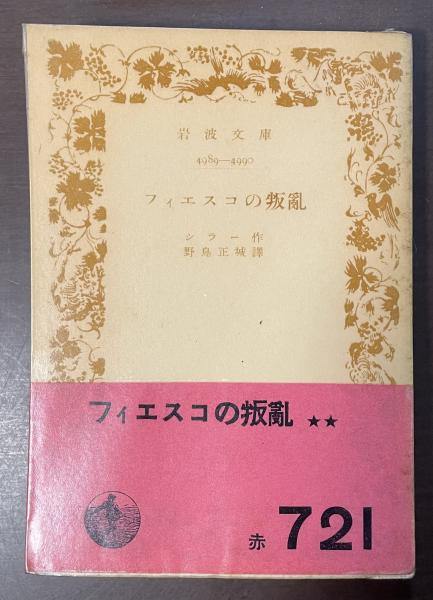 岩波文庫
4989—4990
フィエスコの叛亂
シラー作
野島正城譯
フィエスコの叛亂 ★★
赤 721